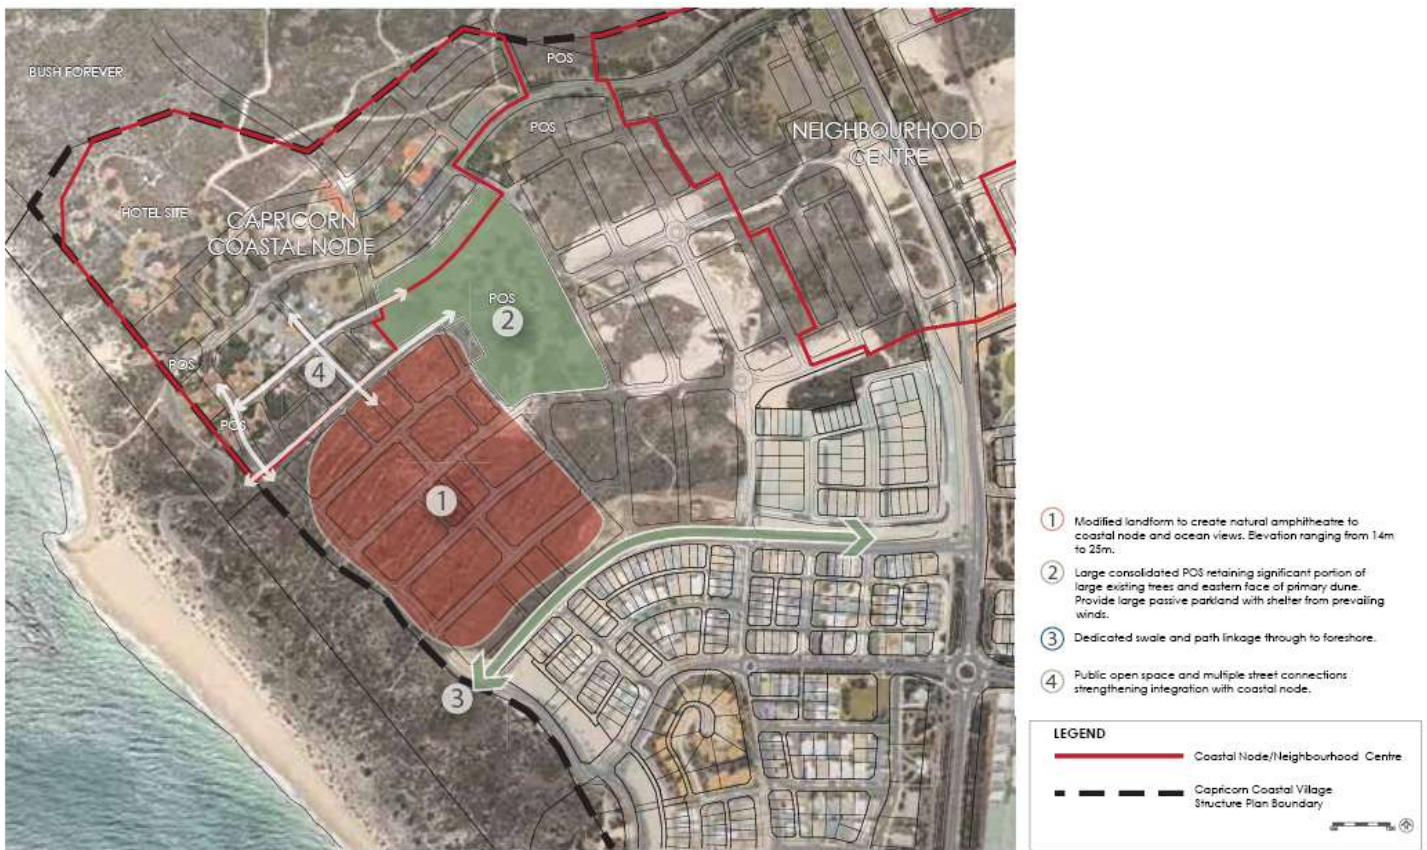 BUSH FOREVER
POS
POS
NEIGHBOURHOOD
CENTRE
HOTEL SITE
CAPRICORN
COASTAL NODE
POS
2
POS
4
POS
1
3
1 Modified landform to create natural amphitheatre to
coastal node and ocean views. Elevation ranging from 14m
to 25m.
2 Large consolidated POS retaining significant portion of
large existing trees and eastern face of primary dune.
Provide large passive parkland with shelter from prevailing
winds.
3 Dedicated swale and path linkage through to foreshore.
4 Public open space and multiple street connections
strengthening integration with coastal node.
LEGEND
Coastal Node/Neighbourhood Centre
Capricorn Coastal Village
Structure Plan Boundary